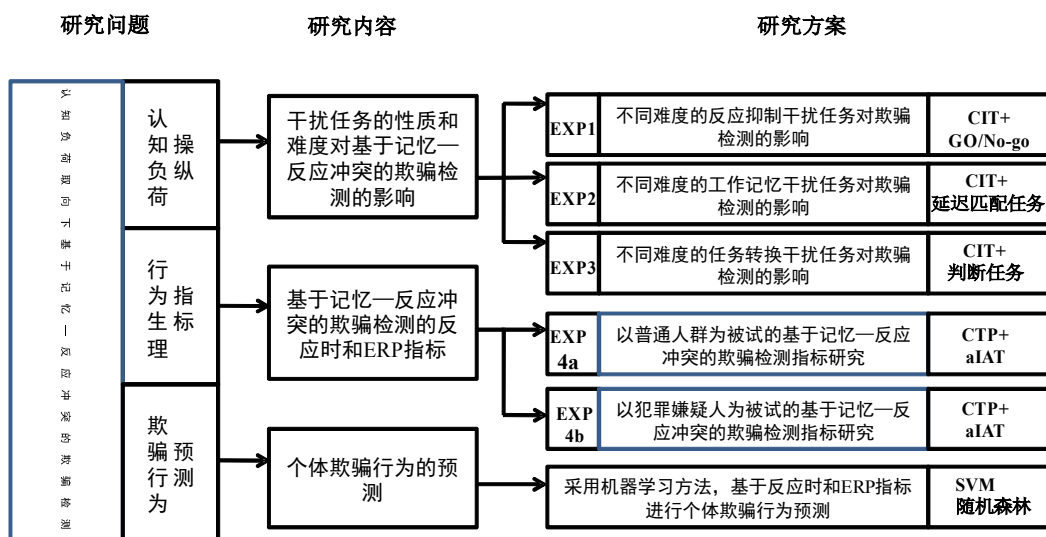 研究问题
研究内容
研究方案
认知负荷取向下基于记忆—反应冲突的欺骗检测
认知负荷
操纵
干扰任务的性质和
难度对基于记忆—
反应冲突的欺骗检
测的影响
EXP1
不同难度的反应抑制干扰任务对欺骗
检测的影响
CIT+
GO/No-go
EXP2
不同难度的工作记忆干扰任务对欺骗
检测的影响
CIT+
延迟匹配任务
EXP3
不同难度的任务转换干扰任务对欺骗
检测的影响
CIT+
判断任务
行为生理
指标
基于记忆—反应冲
突的欺骗检测的反
应时和ERP指标
EXP
4a
以普通人群为被试的基于记忆—反应
冲突的欺骗检测指标研究
CTP+
aIAT
EXP
4b
以犯罪嫌疑人为被试的基于记忆—反
应冲突的欺骗检测指标研究
CTP+
aIAT
欺骗行为
预测
个体欺骗行为的预
测
采用机器学习方法，基于反应时和ERP指标
进行个体欺骗行为预测
SVM
随机森林